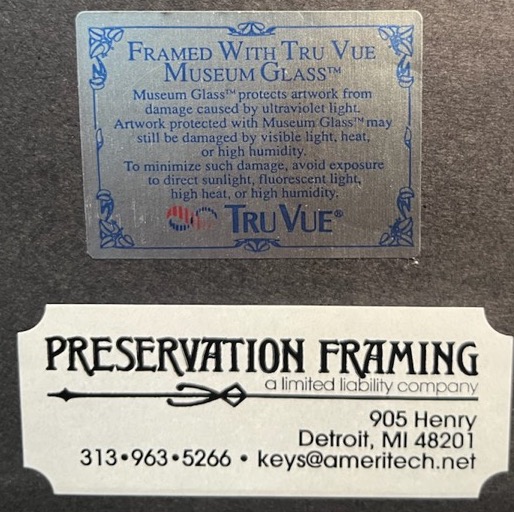 FRAMED WITH TRU VUE
MUSEUM GLASS™
Museum Glass™ protects artwork from
damage caused by ultraviolet light.
Artwork protected with Museum Glass™ may
still be damaged by visible light, heat,
or high humidity.
To minimize such damage, avoid exposure
to direct sunlight, fluorescent light,
high heat, or high humidity.
TRU VUE®
PRESERVATION FRAMING
a limited liability company
905 Henry
Detroit, MI 48201
313•963•5266 • keys@ameritech.net